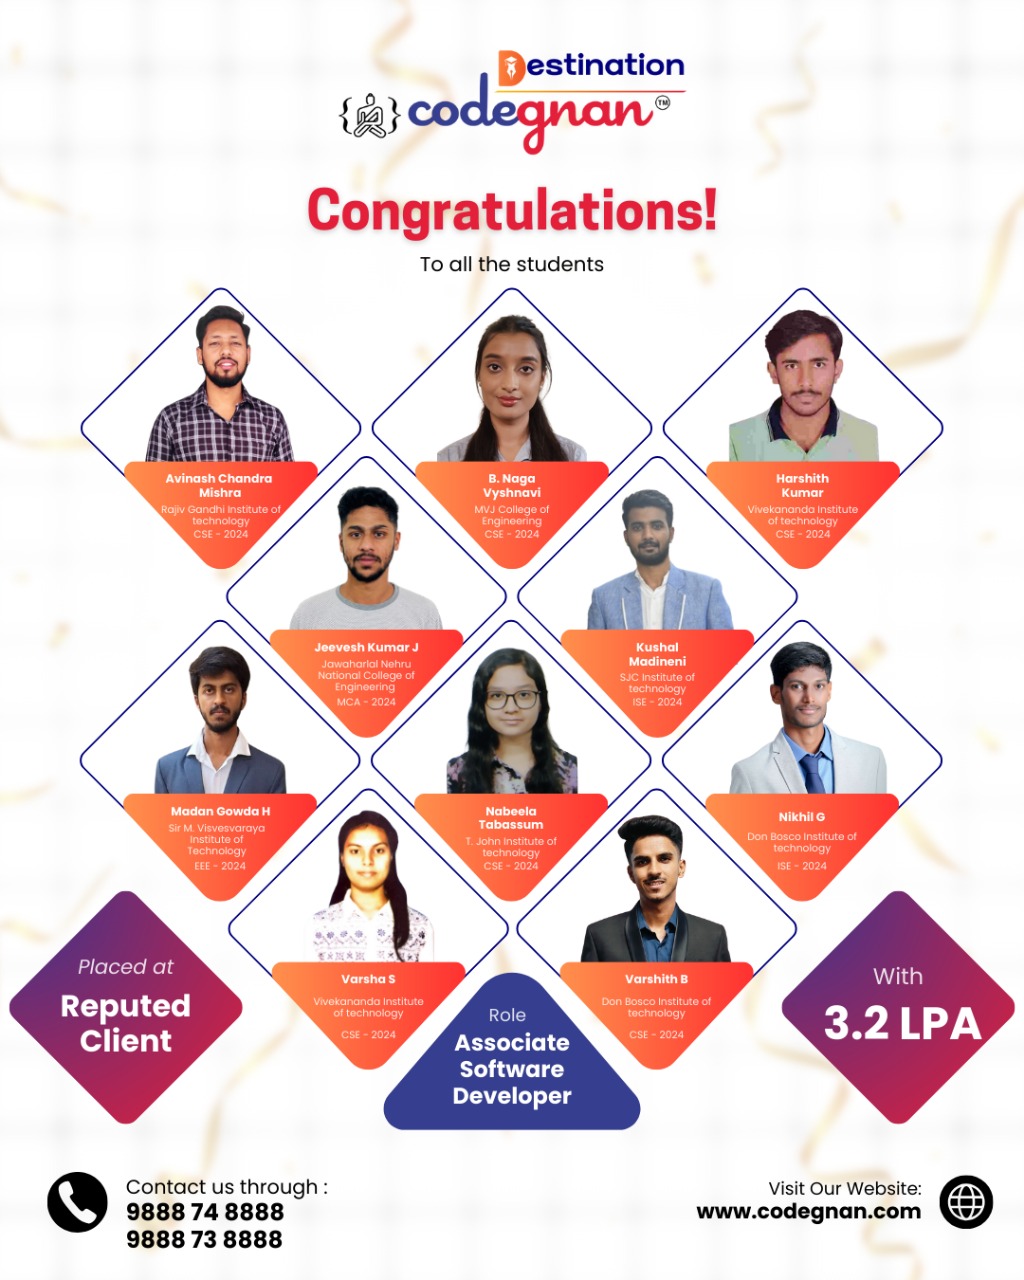 Destination
codegnan TM
Congratulations!
To all the students
Avinash Chandra
Mishra
Rajiv Gandhi Institute of
technology
CSE - 2024
B. Naga
Vyshnavi
MVJ College of
Engineering
CSE - 2024
Harshith
Kumar
Vivekananda Institute
of technology
CSE - 2024
Jeevesh Kumar J
Jawaharlal Nehru
National College of
Engineering
MCA - 2024
Kushal
Madineni
SJC Institute of
technology
ISE - 2024
Madan Gowda H
Sir M. Visvesvaraya
Institute of
Technology
EEE - 2024
Nabeela
Tabassum
T. John Institute of
technology
CSE - 2024
Nikhil G
Don Bosco Institute of
technology
ISE - 2024
Varsha S
Vivekananda Institute
of technology
CSE - 2024
Varshith B
Don Bosco Institute of
technology
CSE - 2024
Placed at
Reputed
Client
Role
Associate
Software
Developer
With
3.2 LPA
Contact us through :
9888 74 8888
9888 73 8888
Visit Our Website:
www.codegnan.com